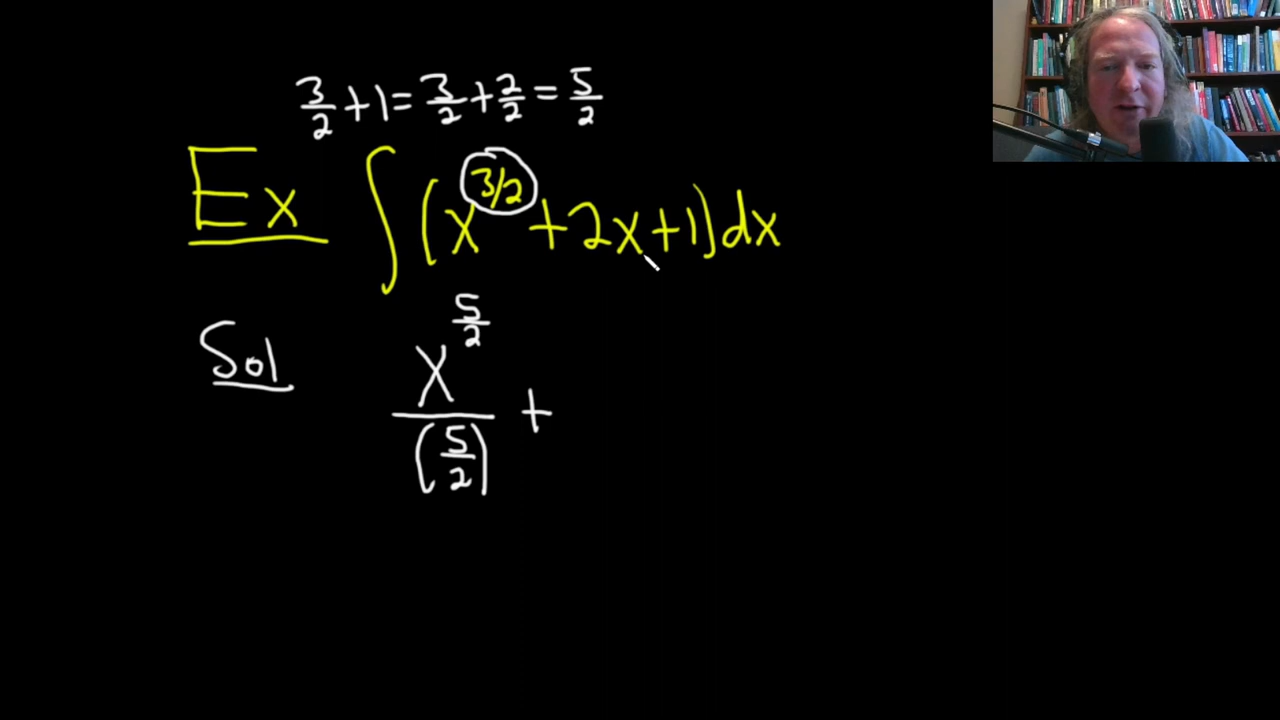 3/2 + 1 = 3/2 + 2/2 = 5/2
Ex ∫ (x^{3/2} + 2x + 1) dx
Sol x^{5/2} / (5/2) +